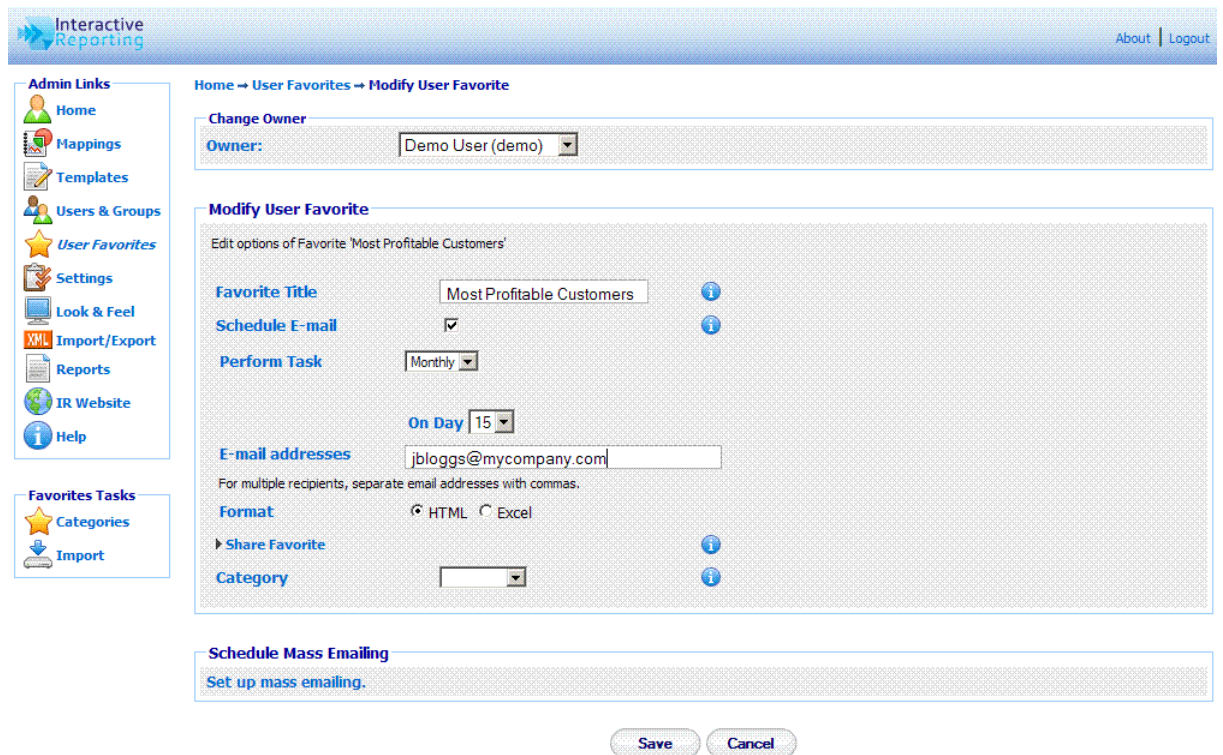 Interactive
Reporting
About | Logout
Admin Links
Home
Mappings
Templates
Users & Groups
User Favorites
Settings
Look & Feel
XML Import/Export
Reports
IR Website
Help
Favorites Tasks
Categories
Import
Home → User Favorites → Modify User Favorite
Change Owner
Owner: Demo User (demo)
Modify User Favorite
Edit options of Favorite 'Most Profitable Customers'
Favorite Title Most Profitable Customers
Schedule E-mail
Perform Task Monthly
On Day 15
E-mail addresses jbloggs@mycompany.com
For multiple recipients, separate email addresses with commas.
Format HTML Excel
Share Favorite
Category
Schedule Mass Emailing
Set up mass emailing.
Save Cancel